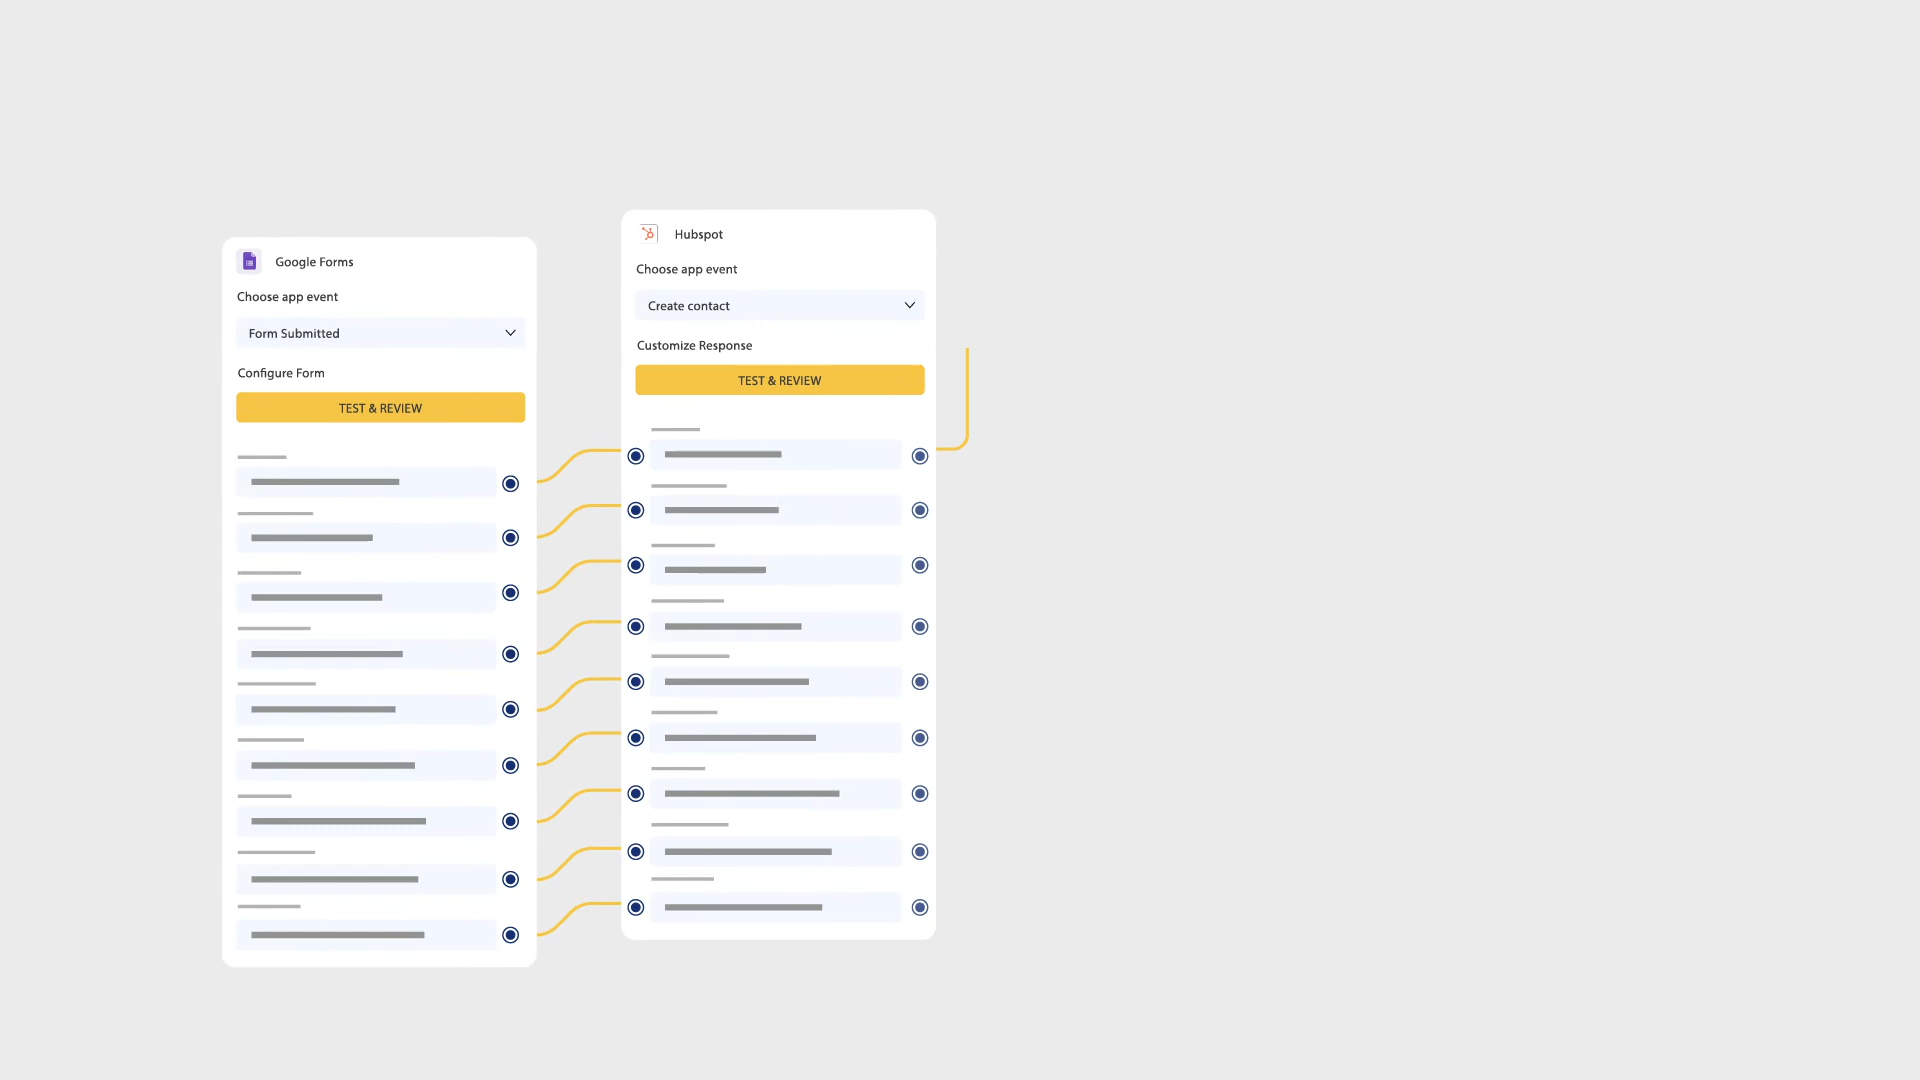 Google Forms
Choose app event
Form Submitted
Configure Form
TEST & REVIEW
Hubspot
Choose app event
Create contact
Customize Response
TEST & REVIEW